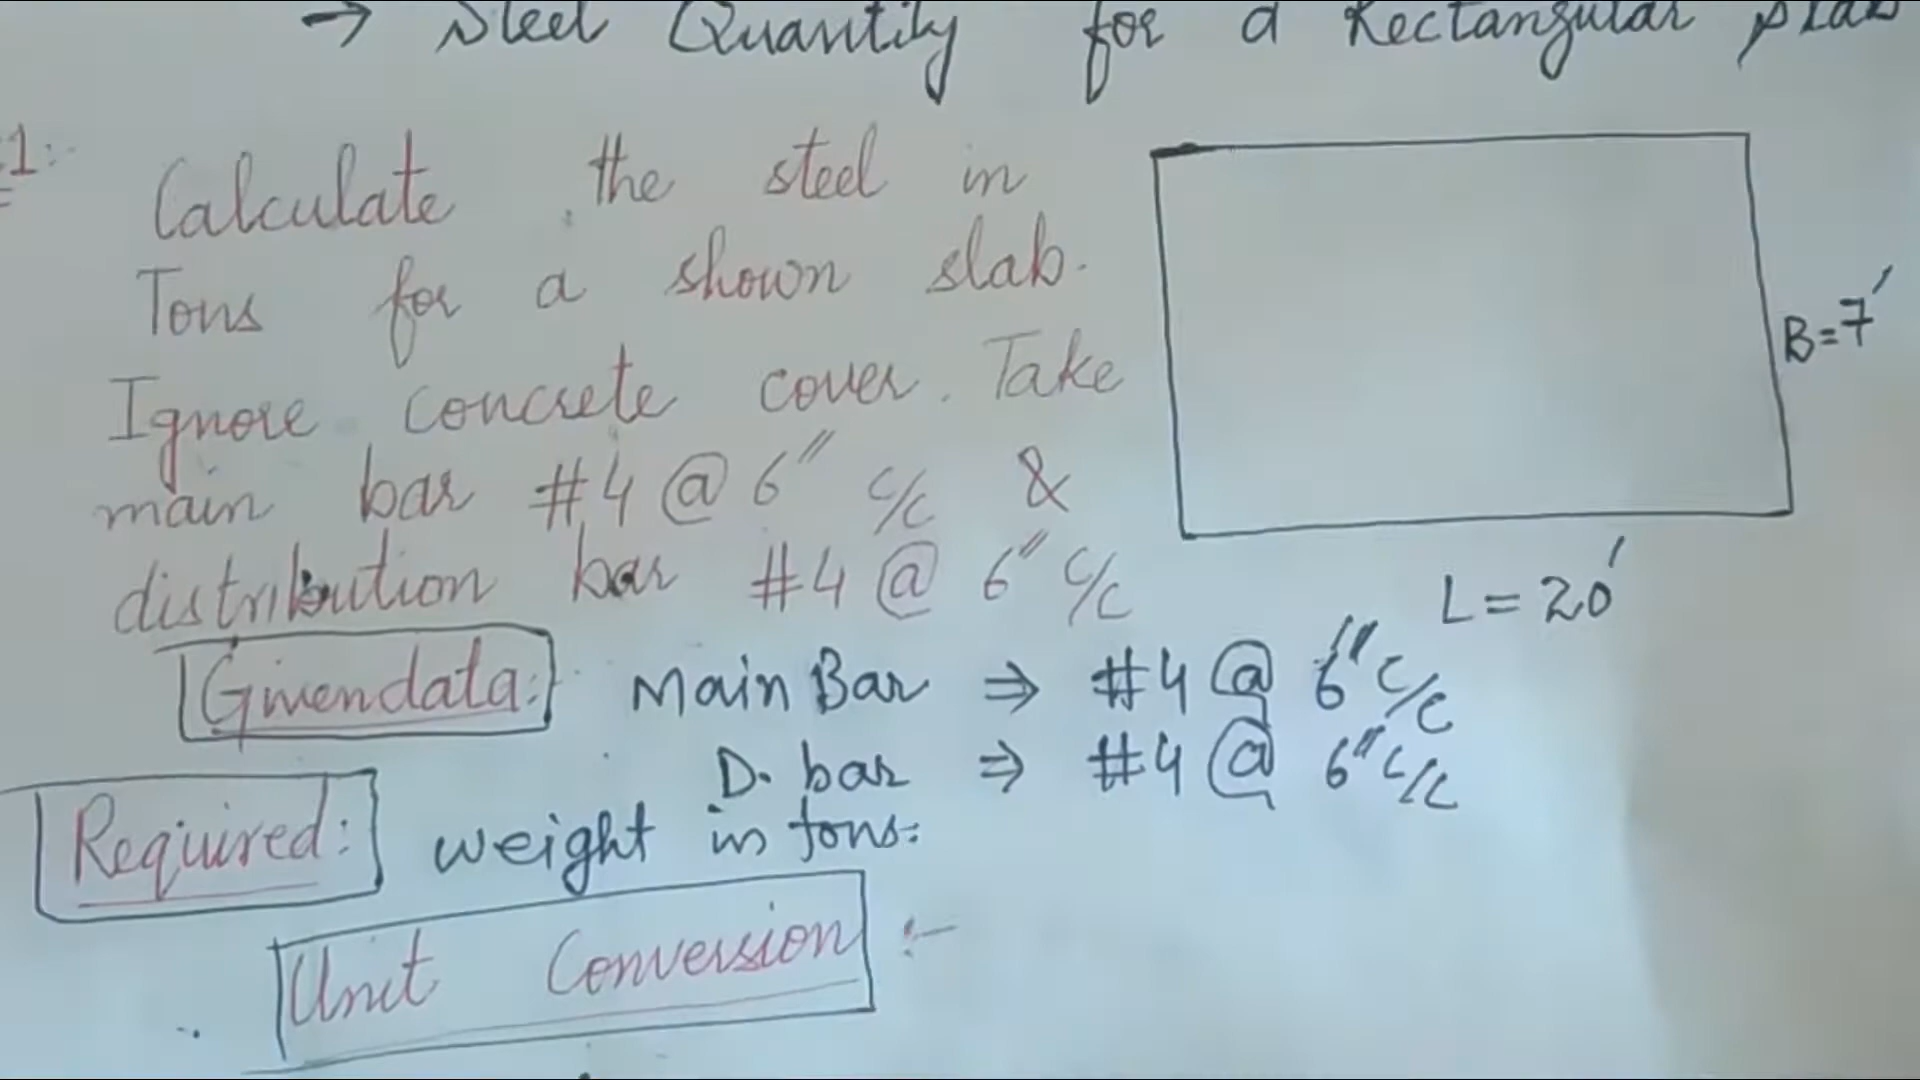 → Steel Quantity for a Rectangular slab
1:-
Calculate the steel in
Tons for a shown slab.
Ignore concrete cover. Take
main bar #4 @ 6" c/c &
distribution bar #4 @ 6" c/c
B=7'
L=20'
Givendata: Main Bar ⇒ #4 @ 6" c/c
D. bar ⇒ #4 @ 6" c/c
Required: weight in tons:
Unit Conversion :-